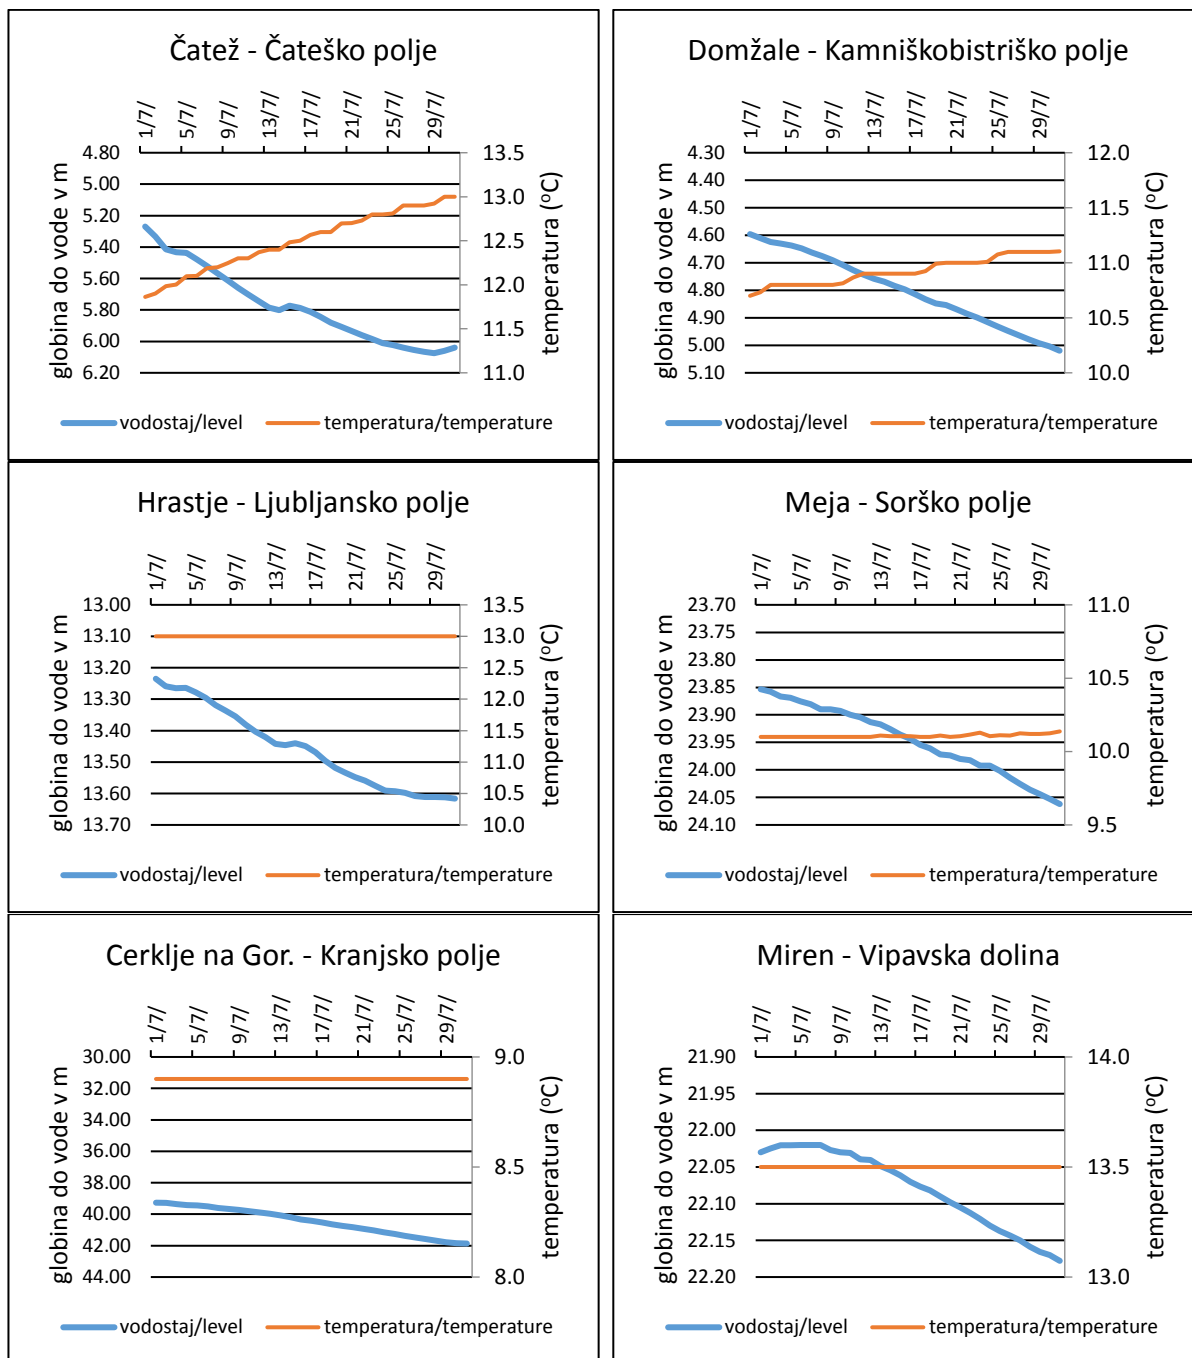 Čatež - Čateško polje
1/7/ 5/7/ 9/7/ 13/7/ 17/7/ 21/7/ 25/7/ 29/7/
globina do vode v m
4.80
5.00
5.20
5.40
5.60
5.80
6.00
6.20
13.5
13.0
12.5
12.0
11.5
11.0
temperatura (°C)
vodostaj/level temperatura/temperature
Domžale - Kamniškobistriško polje
1/7/ 5/7/ 9/7/ 13/7/ 17/7/ 21/7/ 25/7/ 29/7/
globina do vode v m
4.30
4.40
4.50
4.60
4.70
4.80
4.90
5.00
5.10
12.0
11.5
11.0
10.5
10.0
temperatura (°C)
vodostaj/level temperatura/temperature
Hrastje - Ljubljansko polje
1/7/ 5/7/ 9/7/ 13/7/ 17/7/ 21/7/ 25/7/ 29/7/
globina do vode v m
13.00
13.10
13.20
13.30
13.40
13.50
13.60
13.70
13.5
13.0
12.5
12.0
11.5
11.0
10.5
10.0
temperatura (°C)
vodostaj/level temperatura/temperature
Meja - Sorško polje
1/7/ 5/7/ 9/7/ 13/7/ 17/7/ 21/7/ 25/7/ 29/7/
globina do vode v m
23.70
23.75
23.80
23.85
23.90
23.95
24.00
24.05
24.10
11.0
10.5
10.0
9.5
temperatura (°C)
vodostaj/level temperatura/temperature
Cerklje na Gor. - Kranjsko polje
1/7/ 5/7/ 9/7/ 13/7/ 17/7/ 21/7/ 25/7/ 29/7/
globina do vode v m
30.00
32.00
34.00
36.00
38.00
40.00
42.00
44.00
9.0
8.5
8.0
temperatura (°C)
vodostaj/level temperatura/temperature
Miren - Vipavska dolina
1/7/ 5/7/ 9/7/ 13/7/ 17/7/ 21/7/ 25/7/ 29/7/
globina do vode v m
21.90
21.95
22.00
22.05
22.10
22.15
22.20
14.0
13.5
13.0
temperatura (°C)
vodostaj/level temperatura/temperature